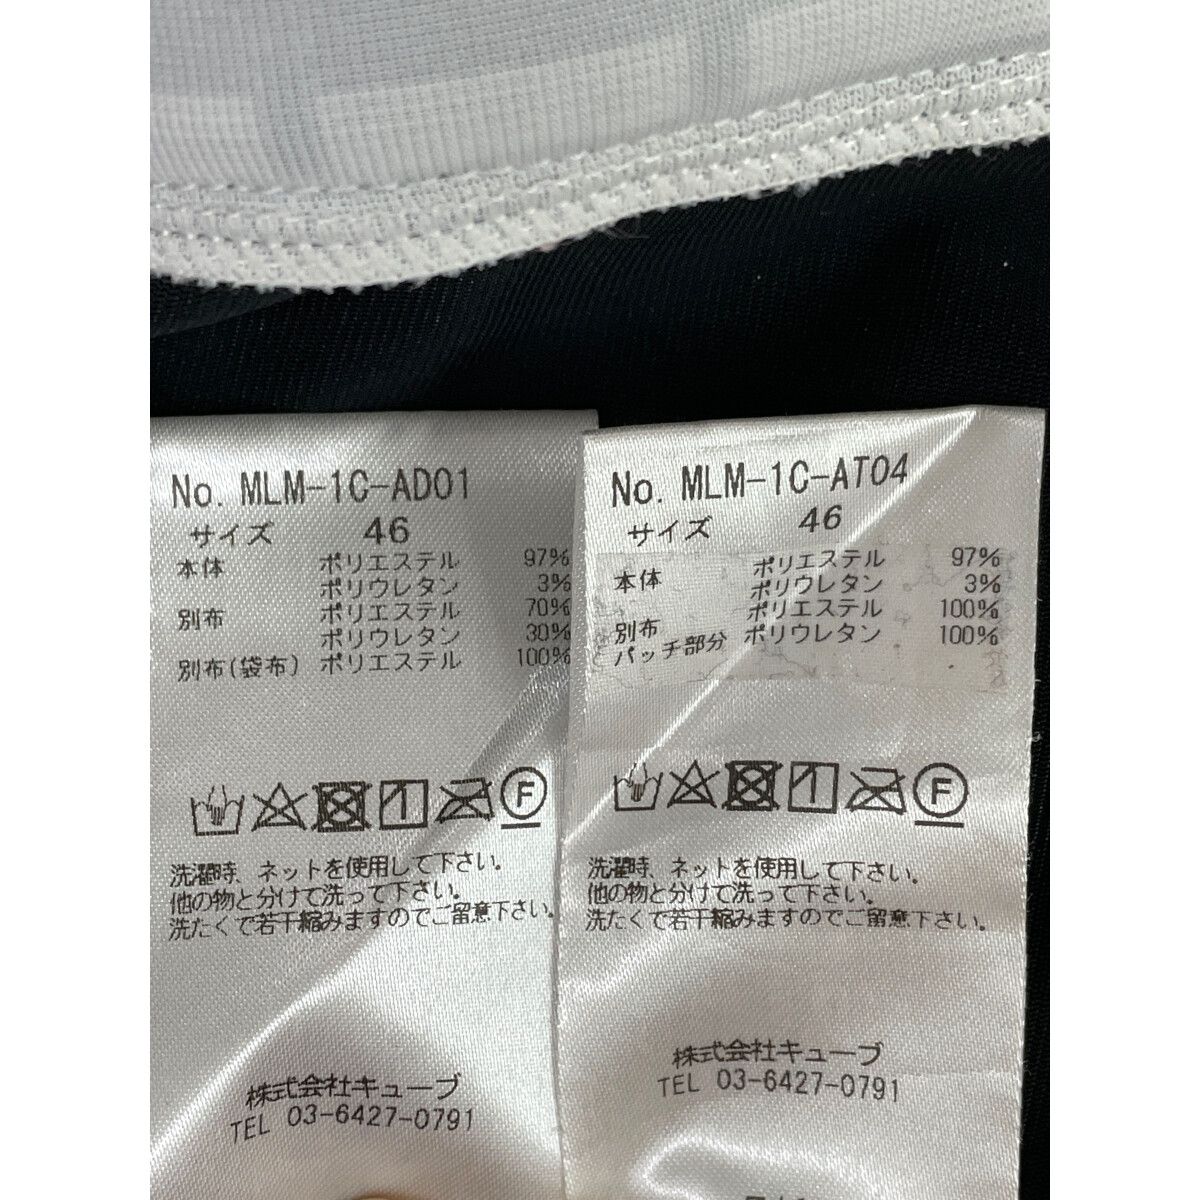 No. MLM-1C-AD01
サイズ 46
本体 ポリエステル 97%
ポリウレタン 3%
別布 ポリエステル 70%
ポリウレタン 30%
別布(袋布) ポリエステル 100%
F
洗濯時、ネットを使用して下さい。
他の物と分けて洗って下さい。
洗たくで若干縮みますのでご留意下さい。
株式会社キューブ
TEL 03-6427-0791
No. MLM-1C-AT04
サイズ 46
本体 ポリエステル 97%
ポリウレタン 3%
別布 ポリエステル 100%
パッチ部分 ポリウレタン 100%
F
洗濯時、ネットを使用して下さい。
他の物と分けて洗って下さい。
洗たくで若干縮みますのでご留意下さい。
株式会社キューブ
TEL 03-6427-0791